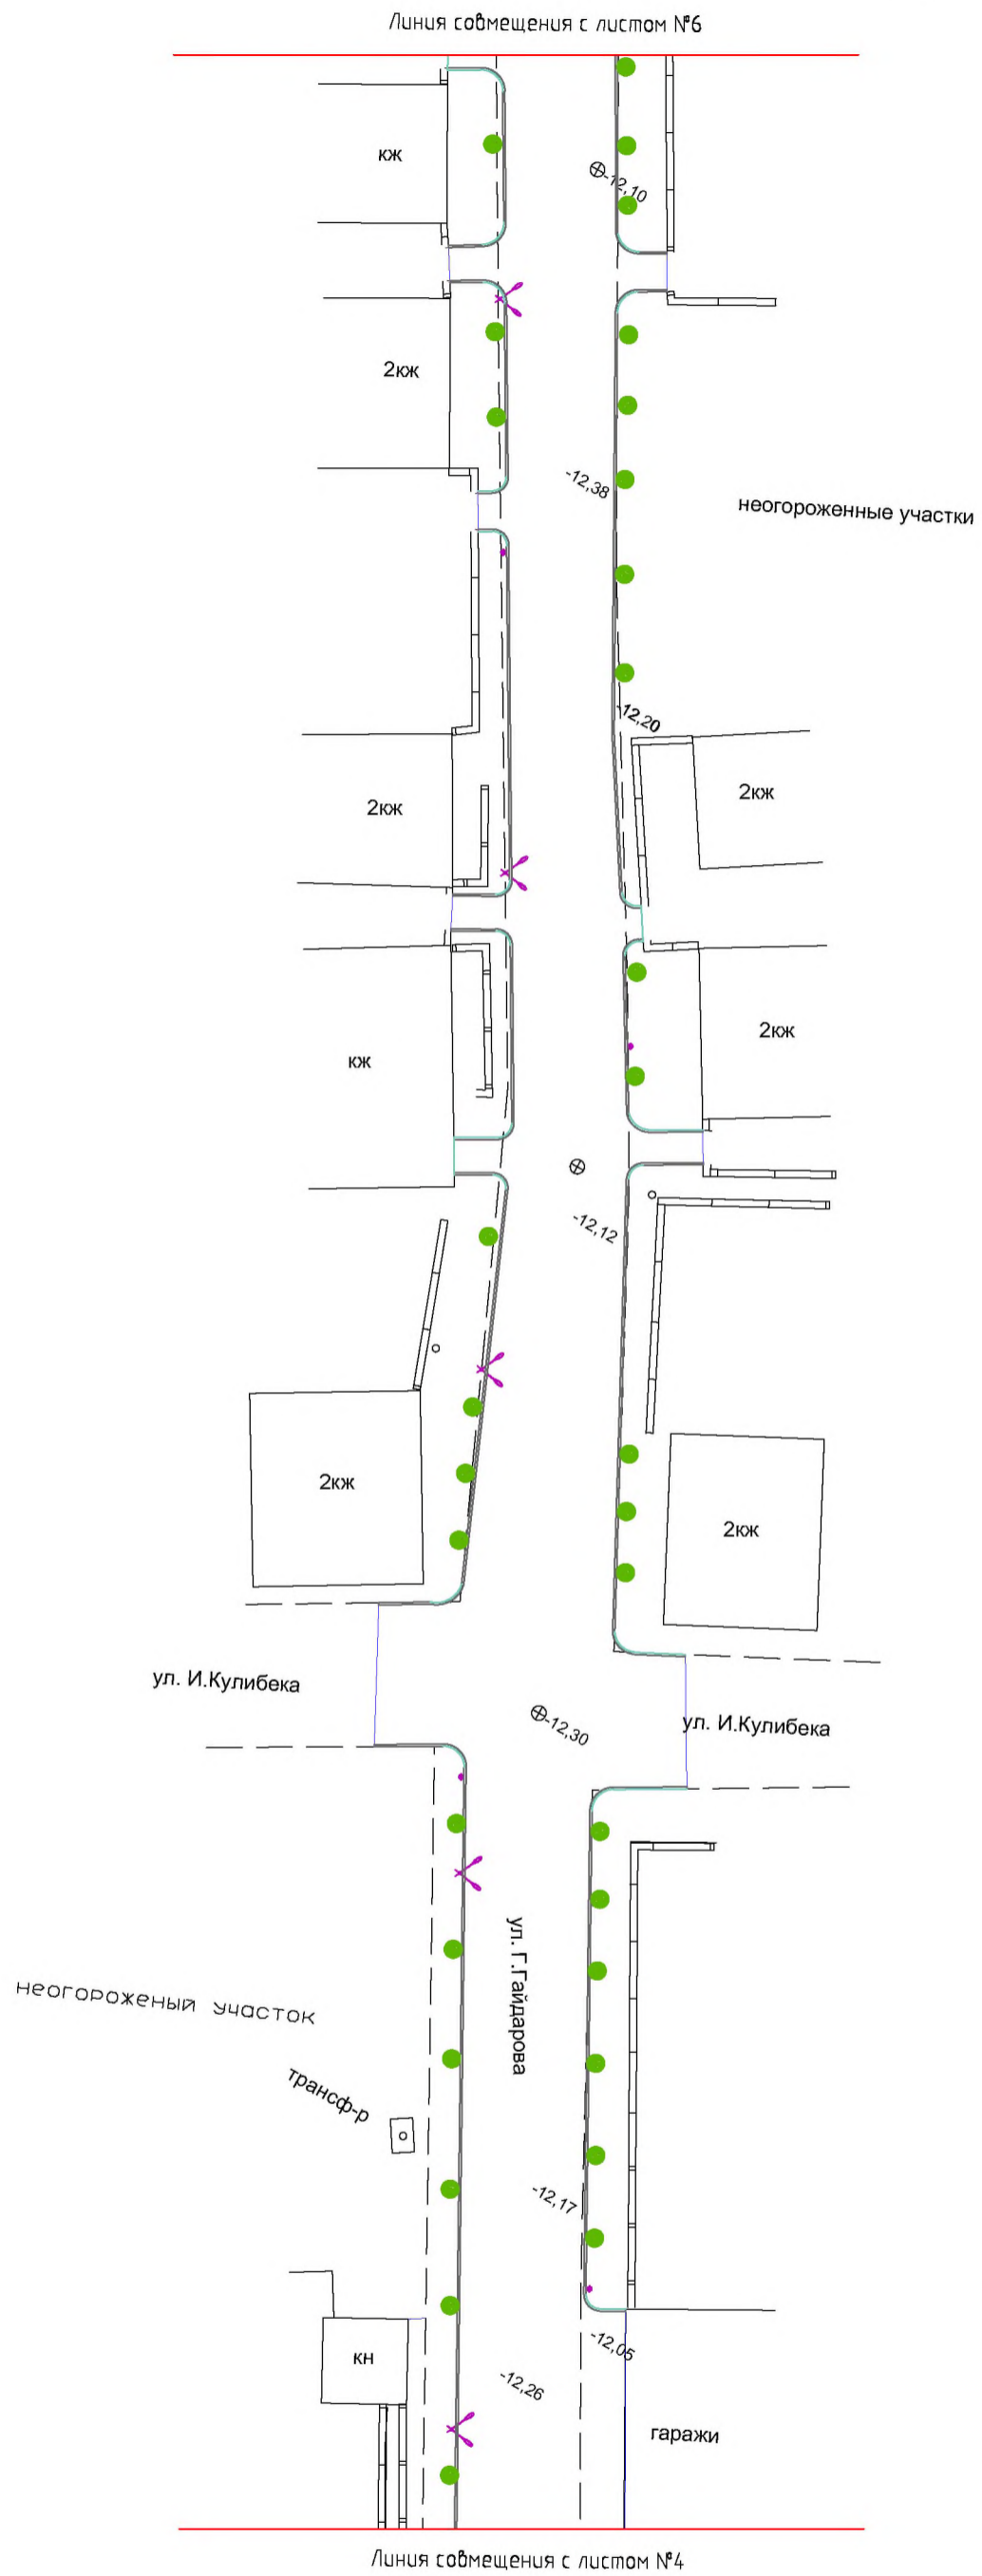 Линия совмещения с листом №6
кж
-12,10
2кж
-12,38
неогороженные участки
-12,20
2кж
2кж
2кж
кж
-12,12
2кж
2кж
ул. И.Кулибека
-12,30
ул. И.Кулибека
ул. Г.Гайдарова
неогороженый участок
трансф-р
-12,17
-12,05
кн
-12,26
гаражи
Линия совмещения с листом №4